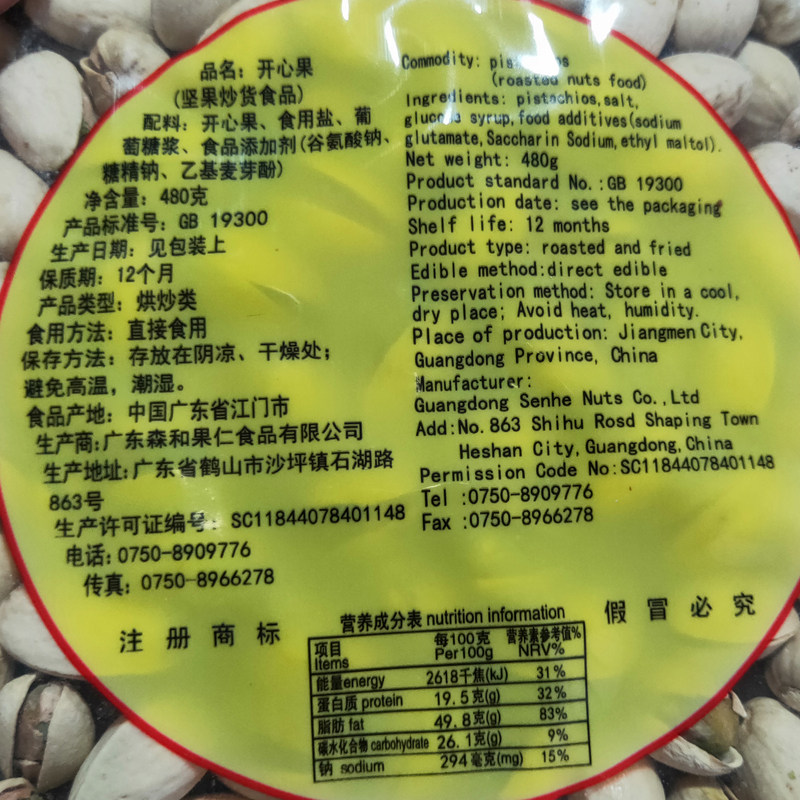 品名：开心果
(坚果炒货食品)
配料：开心果、食用盐、葡
萄糖浆、食品添加剂(谷氨酸钠、
糖精钠、乙基麦芽酚)
净含量：480克
产品标准号：GB 19300
生产日期：见包装上
保质期：12个月
产品类型：烘炒类
食用方法：直接食用
保存方法：存放在阴凉、干燥处；
避免高温，潮湿。
食品产地：中国广东省江门市
生产商:广东森和果仁食品有限公司
生产地址:广东省鹤山市沙坪镇石湖路
863号
生产许可证编号：SC11844078401148
电话：0750-8909776
传真：0750-8966278
Commodity:
(roasted nuts food)
Ingredients: pistachios,salt,
glucose syrup,food additives(sodium
glutamate,Saccharin Sodium,ethyl maltol).
Net weight: 480g
Product standard No.:GB 19300
Production date: see the packaging
Shelf life: 12 months
Product type: roasted and fried
Edible method:direct edible
Preservation method: Store in a cool,
dry place; Avoid heat, humidity.
Place of production: Jiangmen City,
Guangdong Province, China
Manufacturer:
Guangdong Senhe Nuts Co.,Ltd
Add:No.863 Shihu Rosd Shaping Town
Heshan City,Guangdong,China
Permission Code No:SC11844078401148
Tel :0750-8909776
Fax :0750-8966278
注册商标
假冒必究
营养成分表 nutrition information
项目 每100克 营养素参考值%
Items Per100g NRV%
能量energy 2618千焦(kJ) 31%
蛋白质 protein 19.5克(g) 32%
脂肪 fat 49.8克(g) 83%
碳水化合物 carbohydrate 26.1克(g) 9%
钠 sodium 294毫克(mg) 15%